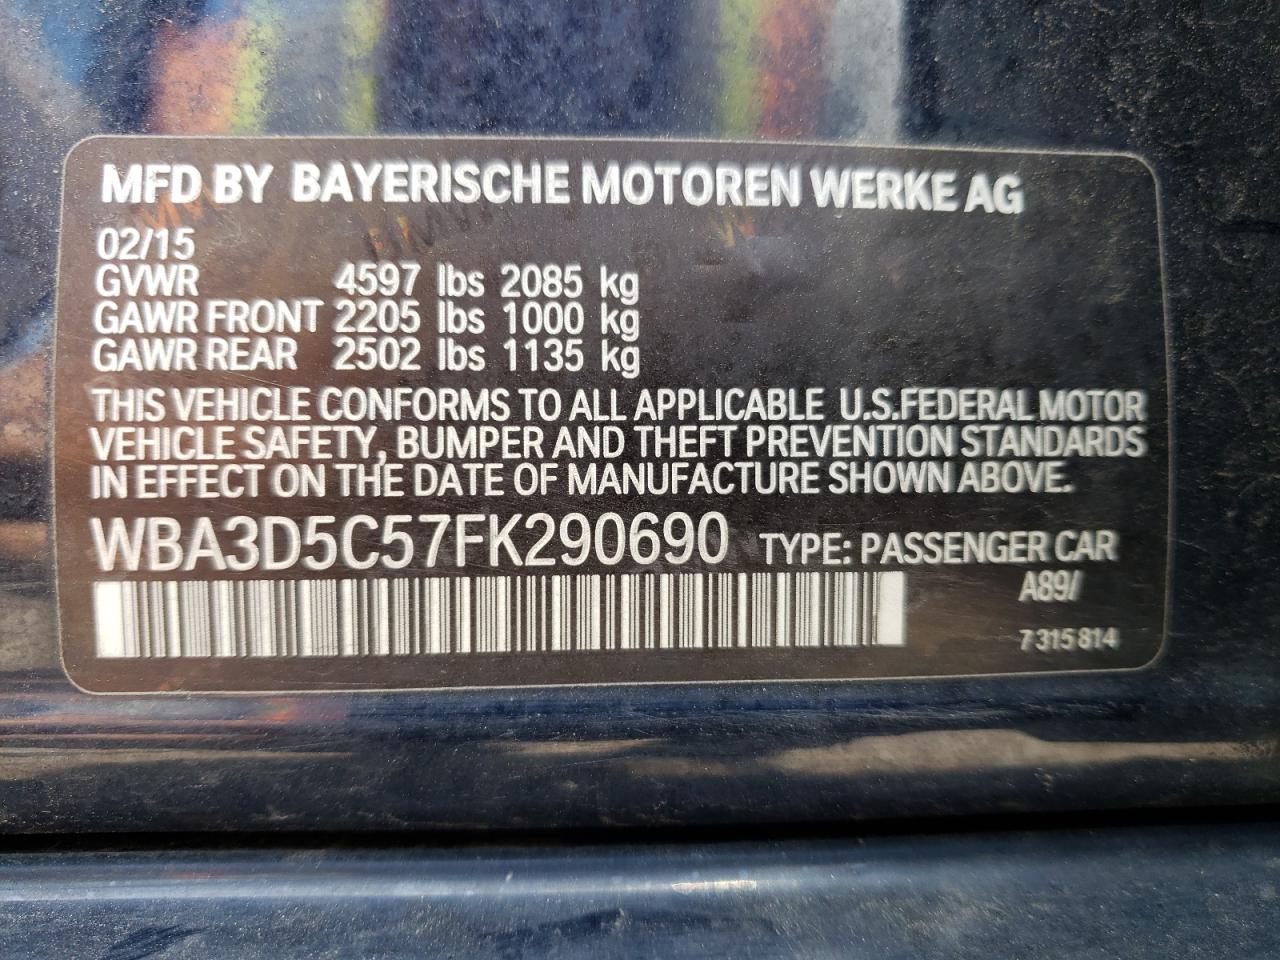 MFD BY BAYERISCHE MOTOREN WERKE AG
02/15
GVWR 4597 lbs 2085 kg
GAWR FRONT 2205 lbs 1000 kg
GAWR REAR 2502 lbs 1135 kg
THIS VEHICLE CONFORMS TO ALL APPLICABLE U.S.FEDERAL MOTOR
VEHICLE SAFETY, BUMPER AND THEFT PREVENTION STANDARDS
IN EFFECT ON THE DATE OF MANUFACTURE SHOWN ABOVE.
WBA3D5C57FK290690 TYPE: PASSENGER CAR
A89/
7 315 814